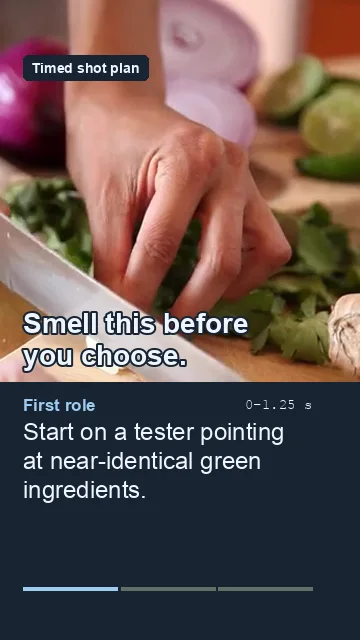 Timed shot plan
Smell this before
you choose.
First role
0–1.25 s
Start on a tester pointing
at near-identical green
ingredients.